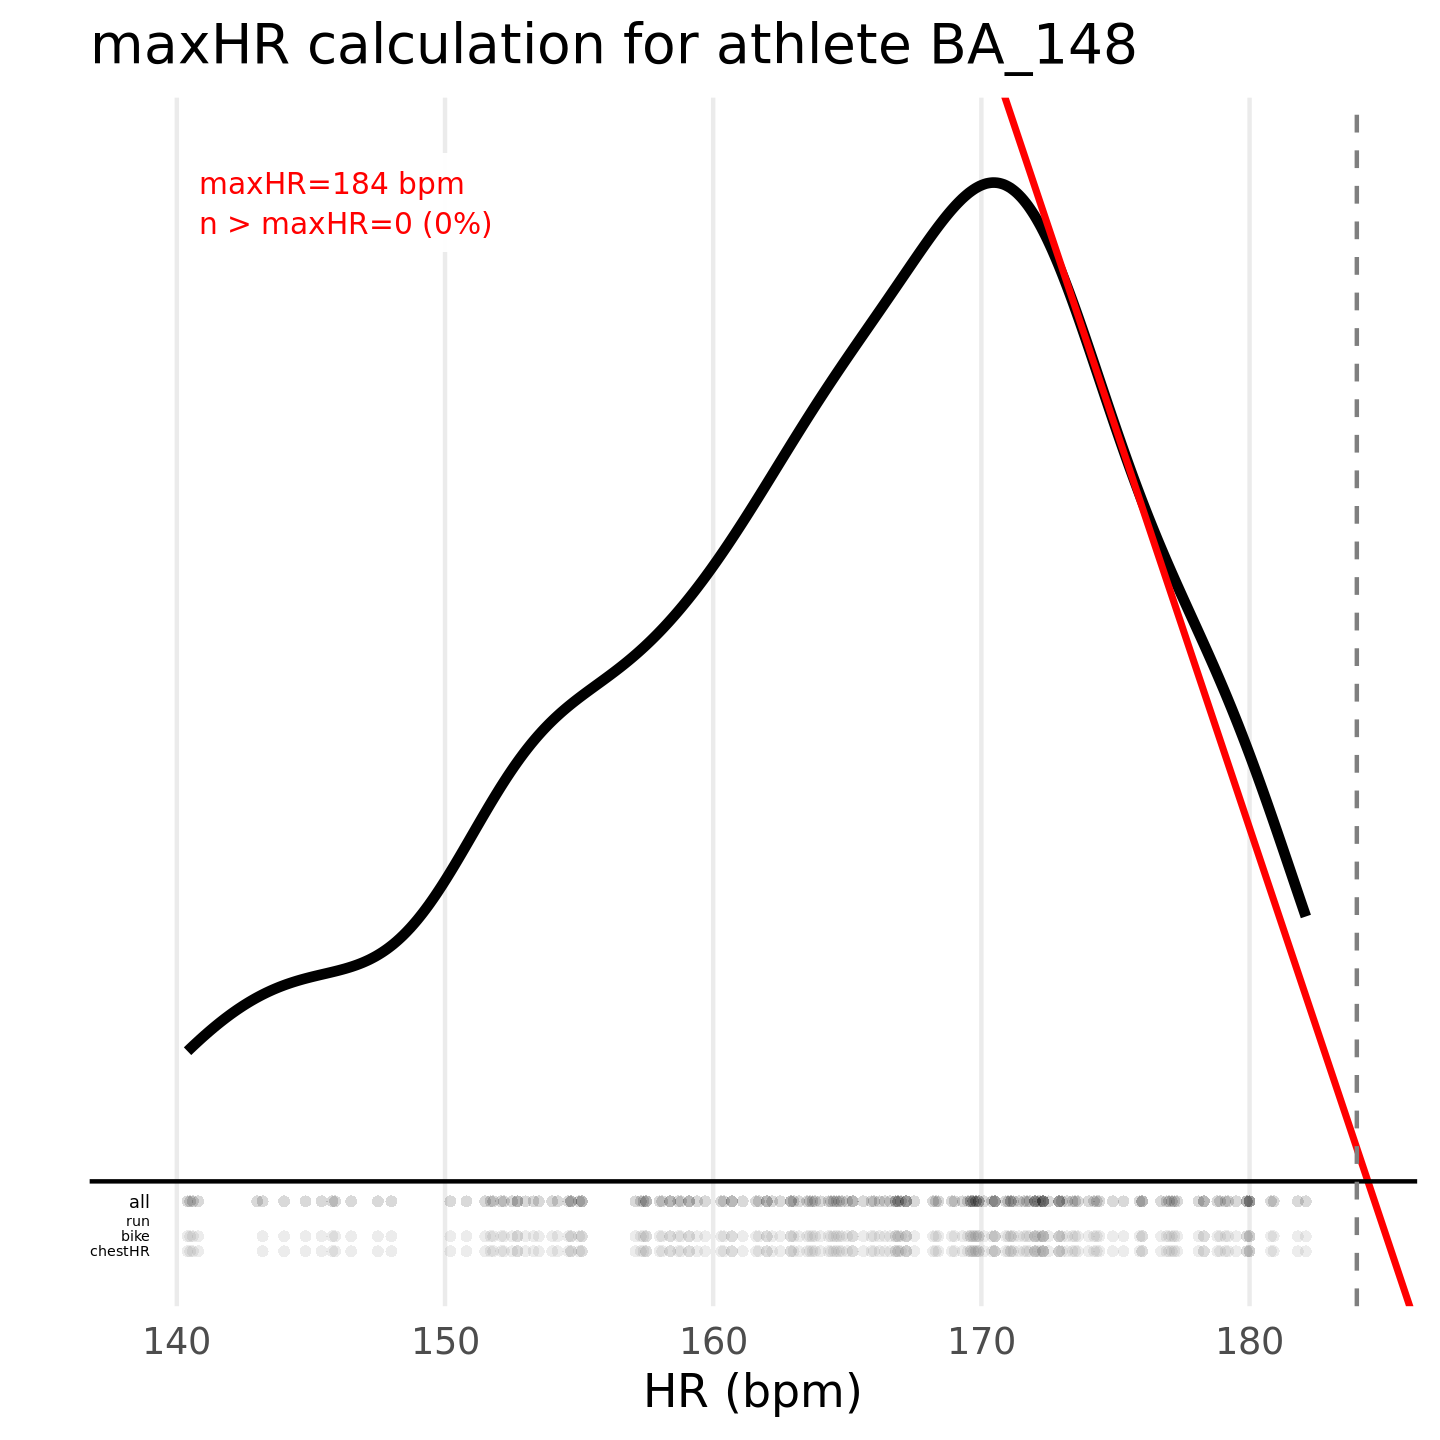 maxHR calculation for athlete BA_148
maxHR=184 bpm
n > maxHR=0 (0%)
all
run
bike
chestHR
140 150 160 170 180
HR (bpm)